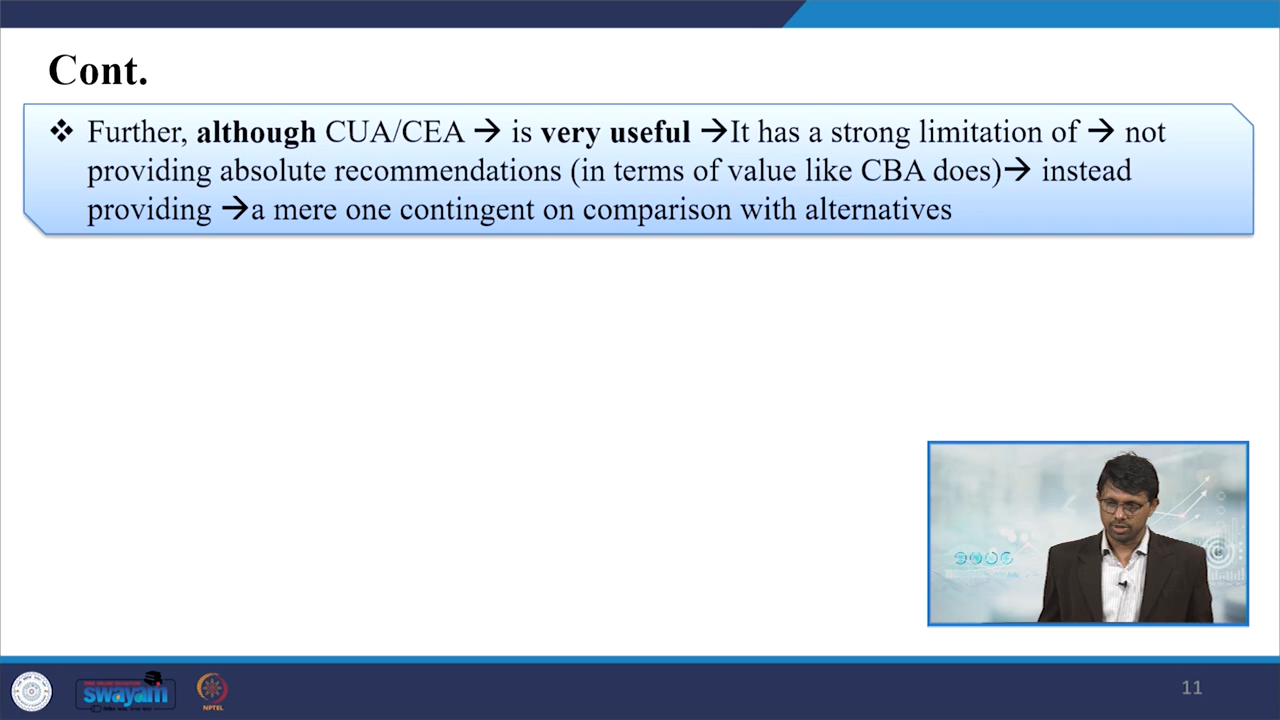 Cont.
❖ Further, although CUA/CEA → is very useful →It has a strong limitation of → not
providing absolute recommendations (in terms of value like CBA does)→ instead
providing →a mere one contingent on comparison with alternatives
swayam
NPTEL
11